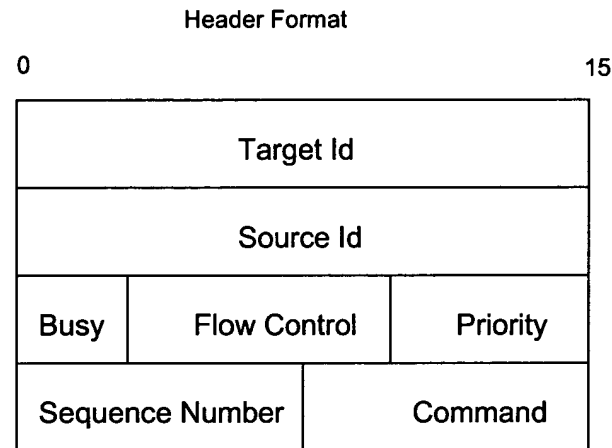 Header Format
0 15
Target Id
Source Id
Busy Flow Control Priority
Sequence Number Command